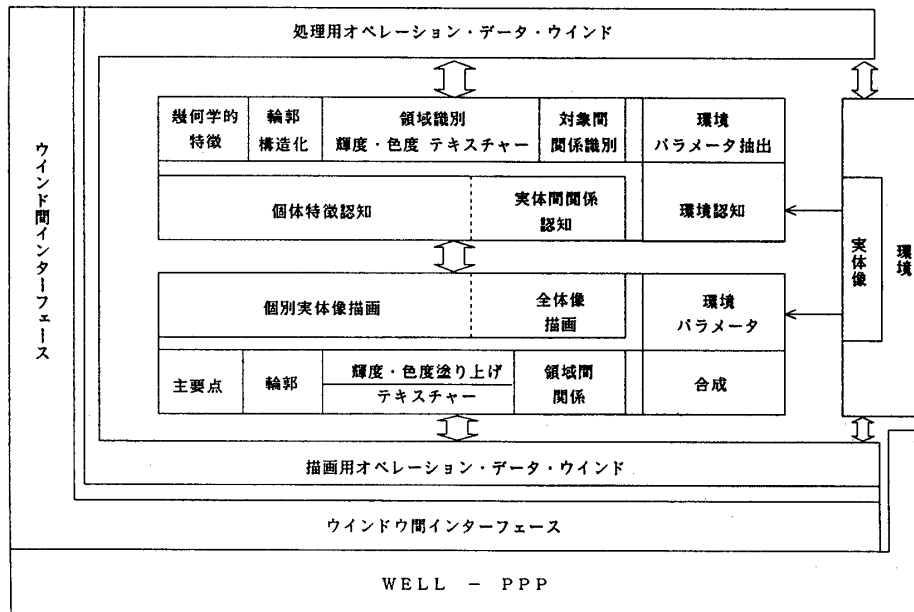 処理用オペレーション・データ・ウインド
幾何学的
特徴
輪郭
構造化
領域識別
輝度・色度 テキスチャー
対象間
関係識別
環境
パラメータ抽出
個体特徴認知
実体間関係
認知
環境認知
個別実体像描画
全体像
描画
環境
パラメータ
主要点
輪郭
輝度・色度塗り上げ
テキスチャー
領域間
関係
合成
実体像
環境
ウインド間インターフェース
描画用オペレーション・データ・ウインド
ウインドウ間インターフェース
WELL － PPP